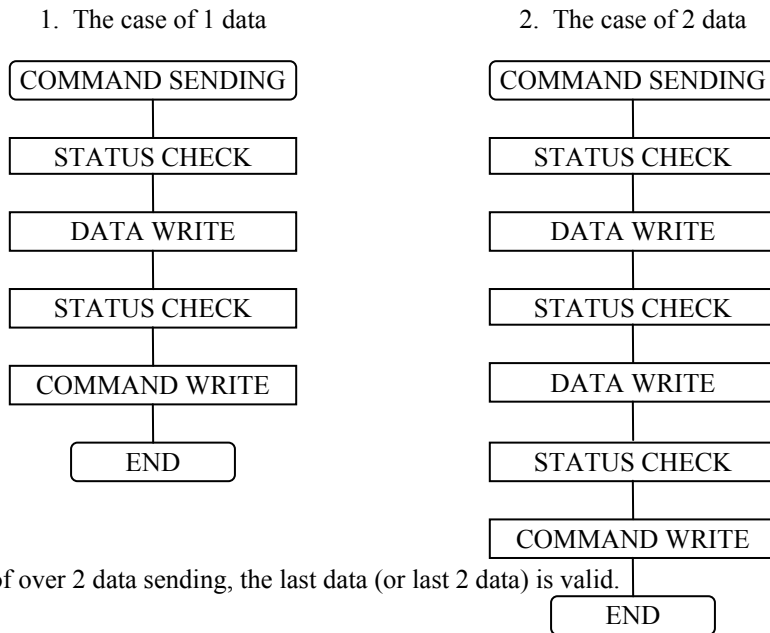 1. The case of 1 data
COMMAND SENDING
STATUS CHECK
DATA WRITE
STATUS CHECK
COMMAND WRITE
END
2. The case of 2 data
COMMAND SENDING
STATUS CHECK
DATA WRITE
STATUS CHECK
DATA WRITE
STATUS CHECK
COMMAND WRITE
of over 2 data sending, the last data (or last 2 data) is valid.
END